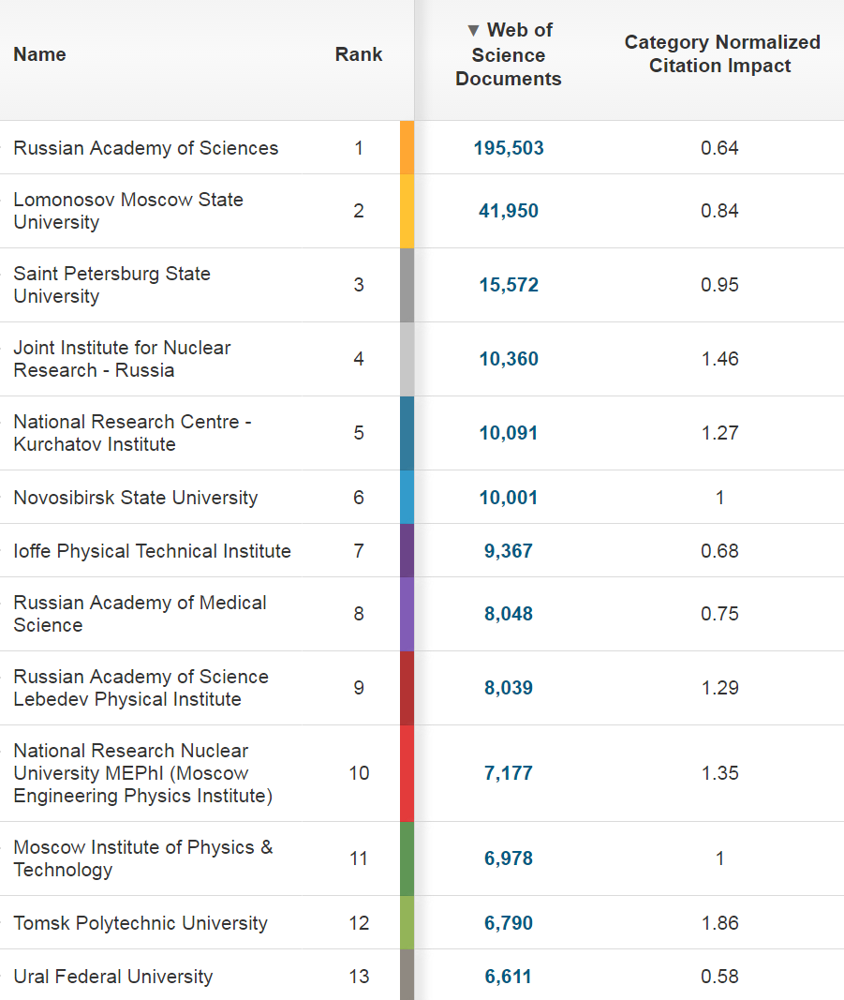 Name Rank ▼ Web of Science Documents Category Normalized Citation Impact
Russian Academy of Sciences 1 195,503 0.64
Lomonosov Moscow State
University 2 41,950 0.84
Saint Petersburg State
University 3 15,572 0.95
Joint Institute for Nuclear
Research - Russia 4 10,360 1.46
National Research Centre -
Kurchatov Institute 5 10,091 1.27
Novosibirsk State University 6 10,001 1
Ioffe Physical Technical Institute 7 9,367 0.68
Russian Academy of Medical
Science 8 8,048 0.75
Russian Academy of Science
Lebedev Physical Institute 9 8,039 1.29
National Research Nuclear
University MEPhI (Moscow
Engineering Physics Institute) 10 7,177 1.35
Moscow Institute of Physics &
Technology 11 6,978 1
Tomsk Polytechnic University 12 6,790 1.86
Ural Federal University 13 6,611 0.58